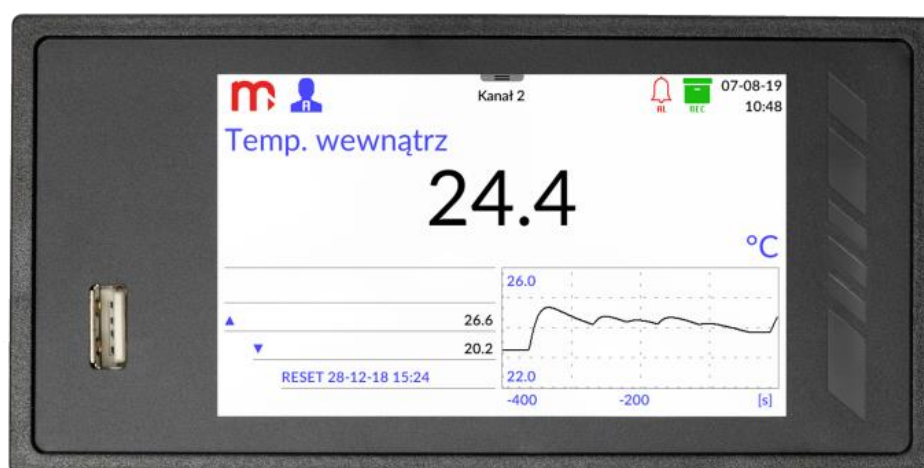 m
A
Kanał 2
AL
REC
07-08-19
10:48
Temp. wewnątrz
24.4
°C
26.0
▲ 26.6
▼ 20.2
RESET 28-12-18 15:24
22.0
-400 -200 [s]